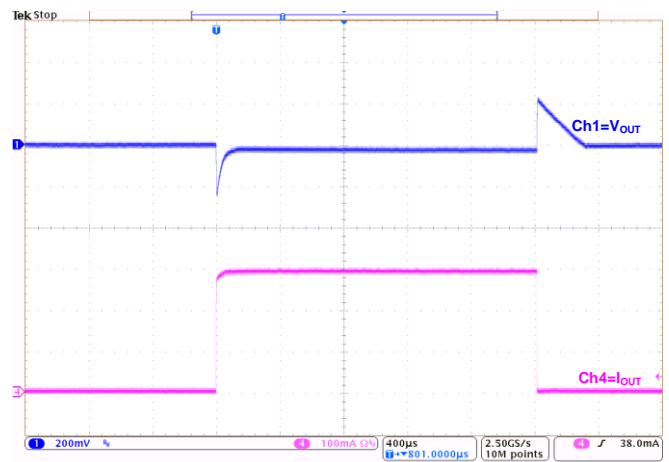 Tek Stop
T
T
1
Ch1=VOUT
4
Ch4=IOUT
1 200mV
4 100mA Ω
400µs
T→▼801.0000µs
2.50GS/s
10M points
4 38.0mA